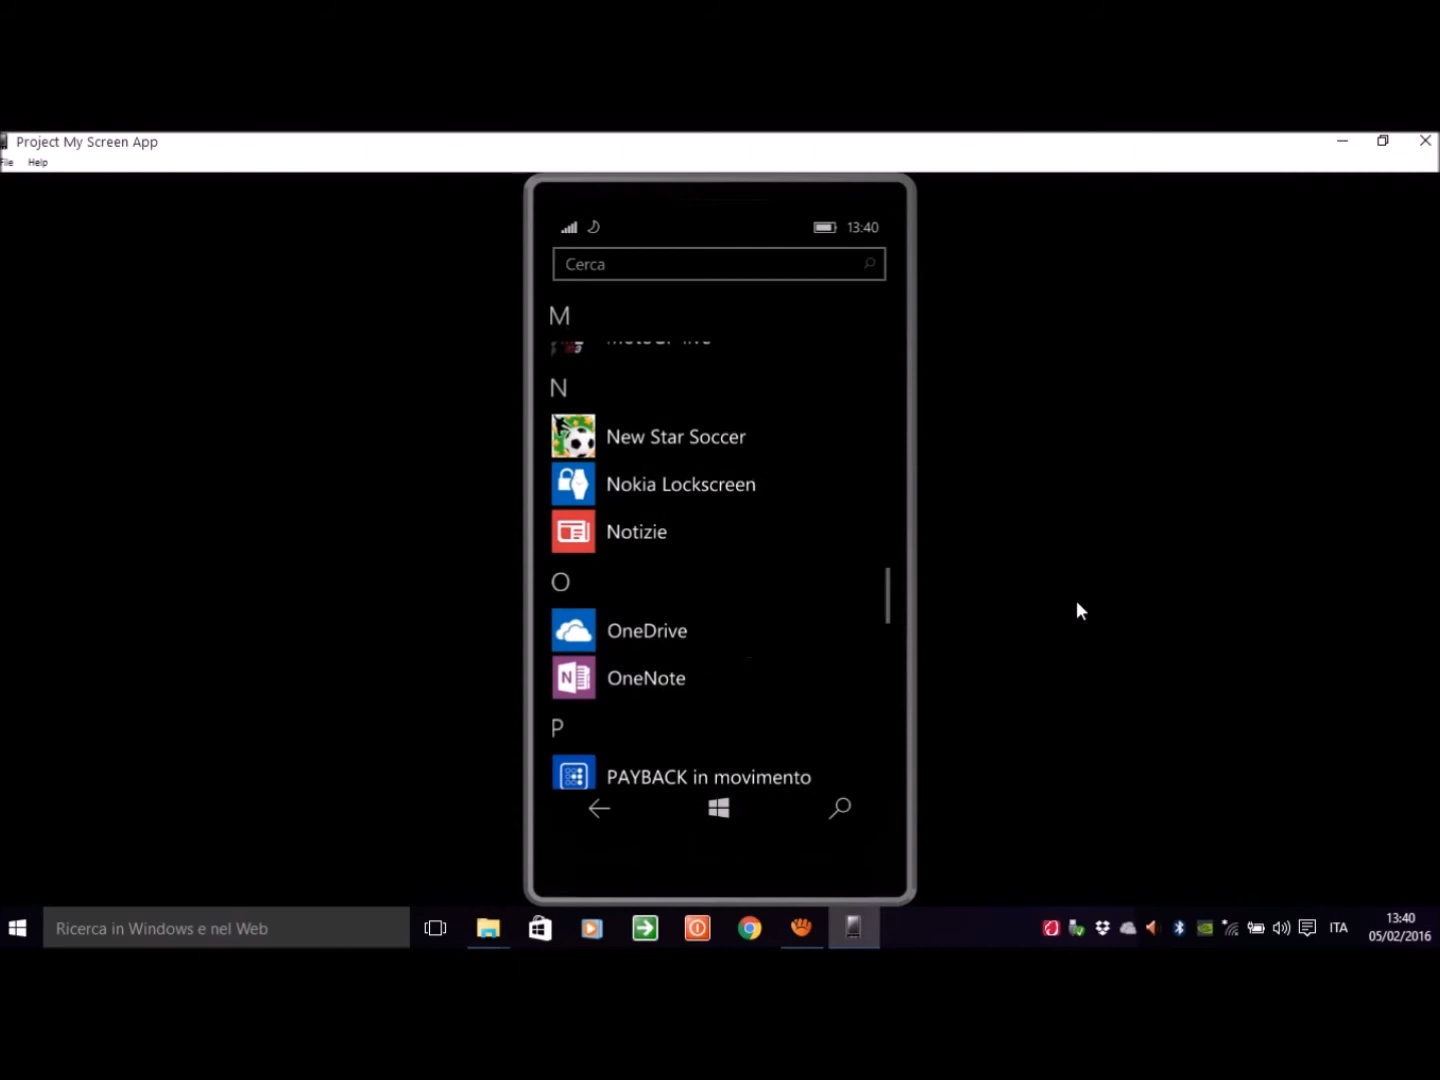 Project My Screen App
File Help
13:40
Cerca
M
N
New Star Soccer
Nokia Lockscreen
Notizie
O
OneDrive
OneNote
P
PAYBACK in movimento
Ricerca in Windows e nel Web
ITA
13:40
05/02/2016